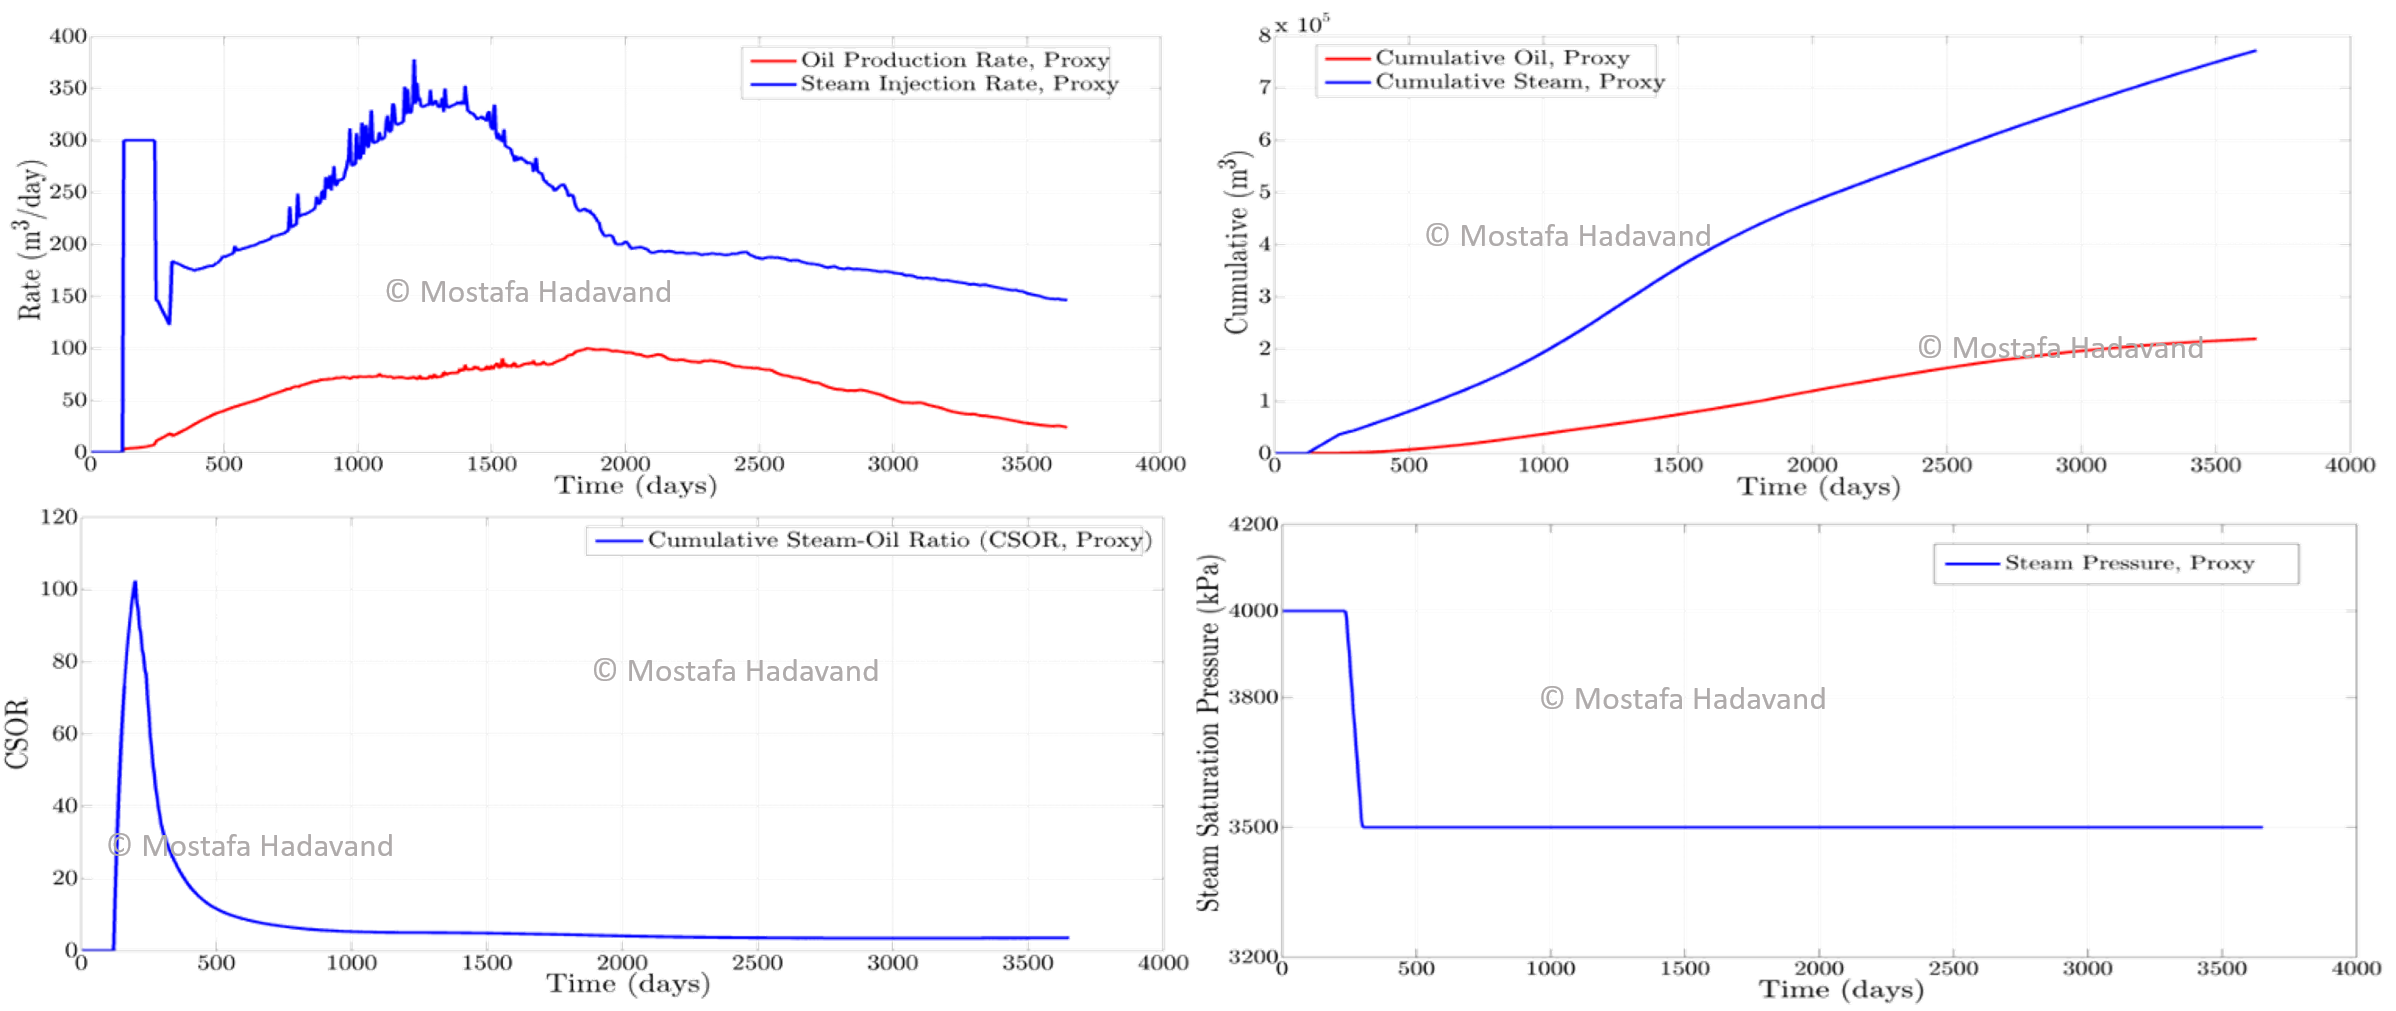 400
350
300
250
200
150
100
50
0
Rate (m³/day)
Oil Production Rate, Proxy
Steam Injection Rate, Proxy
© Mostafa Hadavand
0 500 1000 1500 2000 2500 3000 3500 4000
Time (days)
x 10⁵
8
7
6
5
4
3
2
1
0
Cumulative (m³)
Cumulative Oil, Proxy
Cumulative Steam, Proxy
© Mostafa Hadavand
© Mostafa Hadavand
0 500 1000 1500 2000 2500 3000 3500 4000
Time (days)
120
100
80
60
40
20
0
CSOR
Cumulative Steam-Oil Ratio (CSOR, Proxy)
© Mostafa Hadavand
© Mostafa Hadavand
0 500 1000 1500 2000 2500 3000 3500 4000
Time (days)
4200
4000
3800
3500
3200
Steam Saturation Pressure (kPa)
Steam Pressure, Proxy
© Mostafa Hadavand
0 500 1000 1500 2000 2500 3000 3500 4000
Time (days)